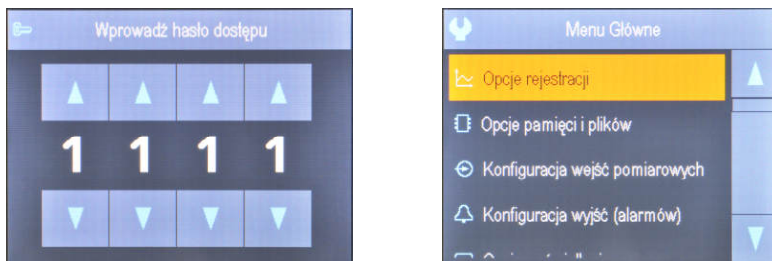 Wprowadź hasło dostępu
1 1 1 1
Menu Główne
Opcje rejestracji
Opcje pamięci i plików
Konfiguracja wejść pomiarowych
Konfiguracja wyjść (alarmów)